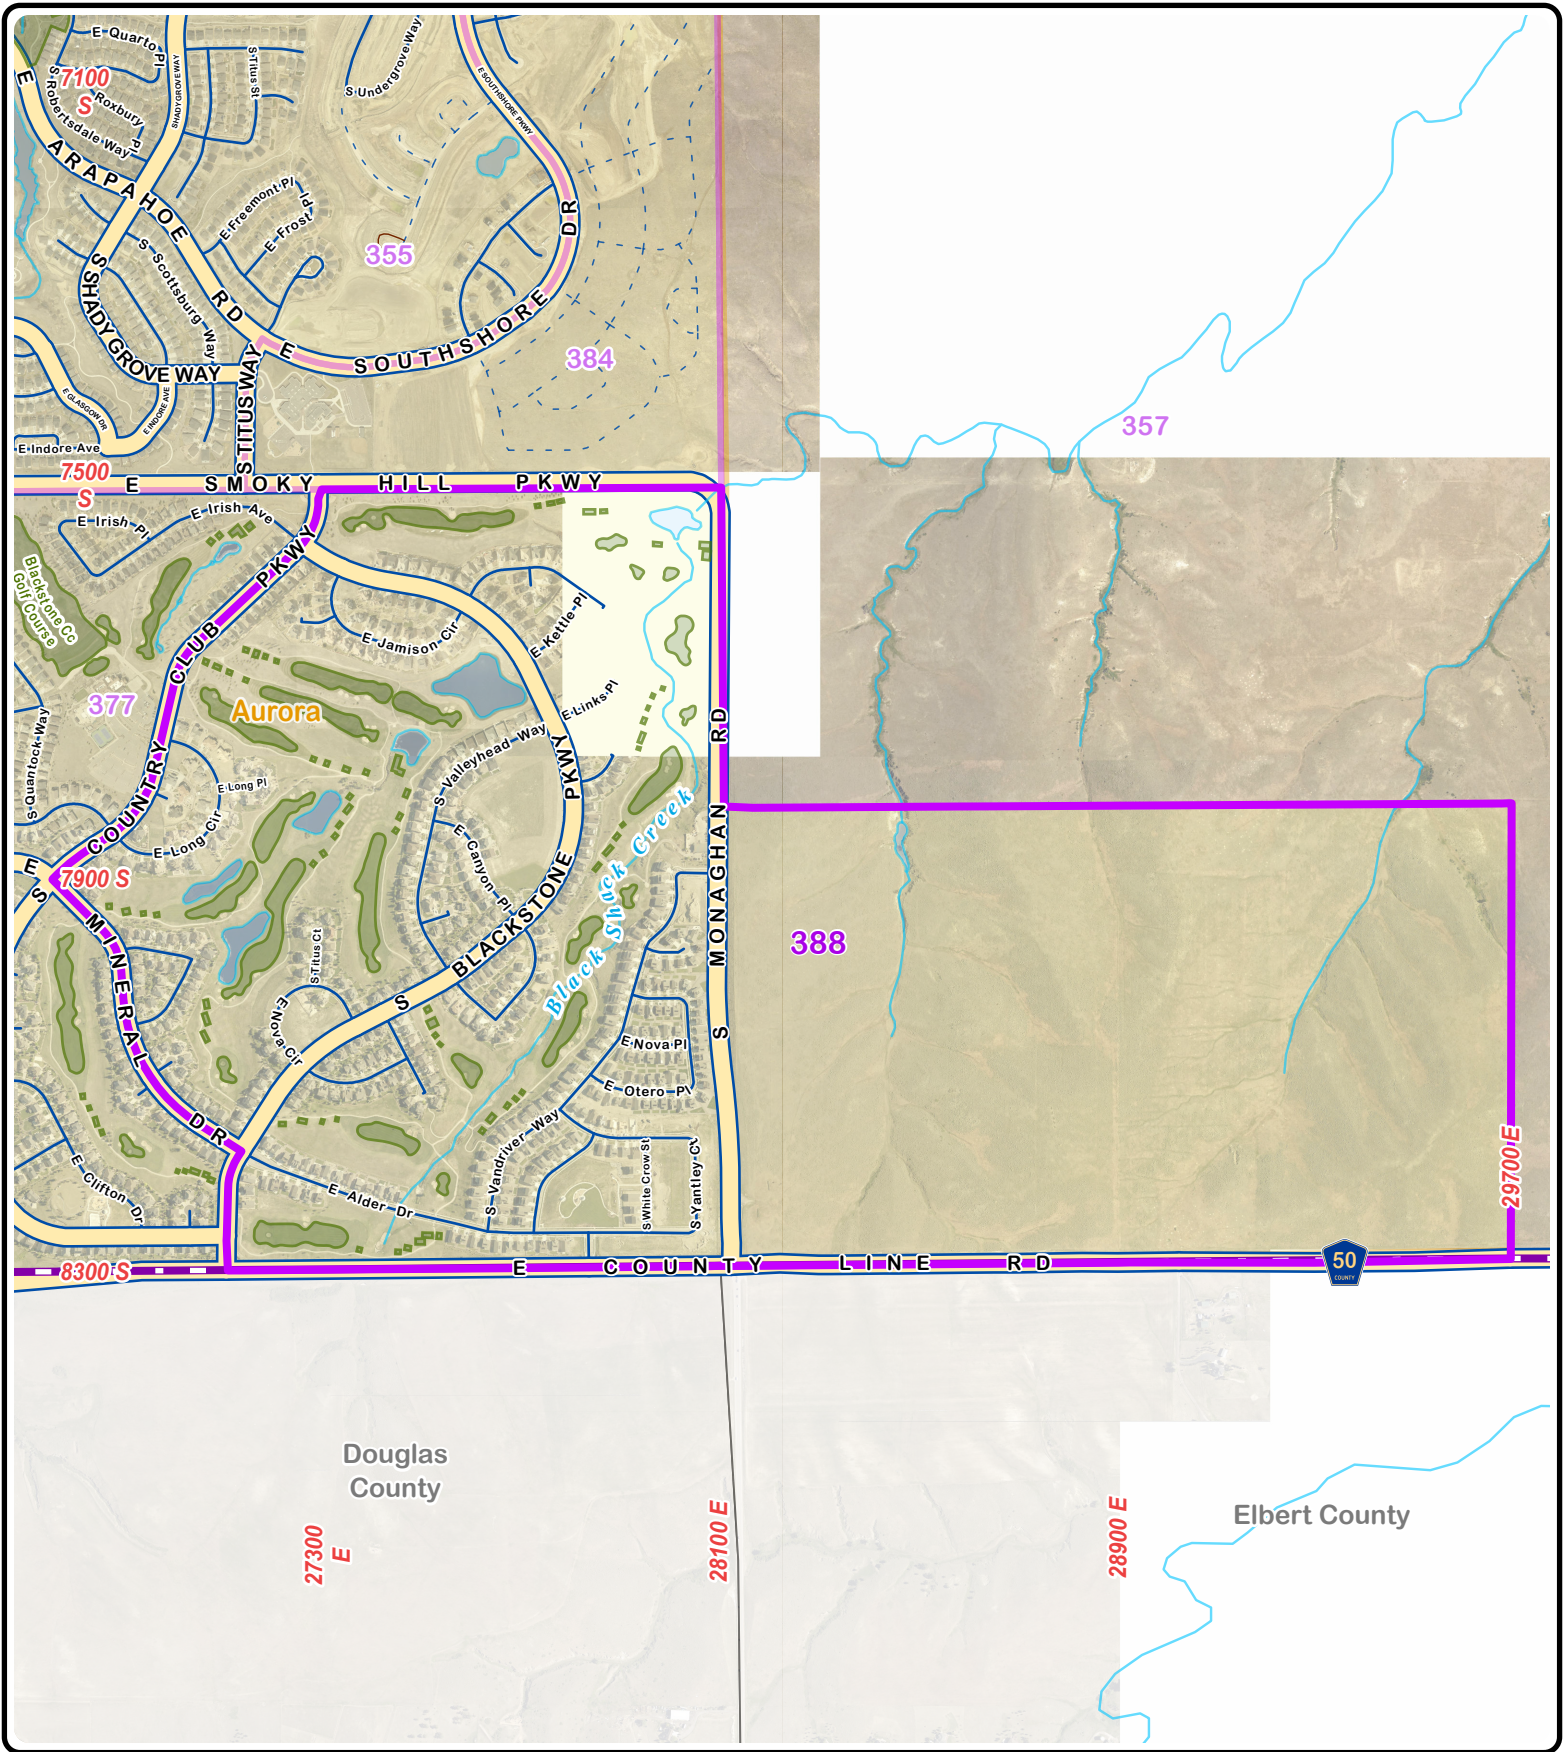 E Quarto Pl
S Titus St
SHADYGROVE WAY
S Undergrove Way
E SOUTHSHORE PKWY
7100
S
S Robertsdale Way
Roxbury
Pl
E ARAPAHOE RD
E Freemont Pl
E Frost
Pl
355
S Scottsburg Way
S SHADYGROVE WAY
E SOUTHSHORE DR
384
357
S TITUS WAY
E GLASGOW DR
E INDORE AVE
E Indore Ave
7500
S
E SMOKY HILL PKWY
E Irish Pl
E Irish Ave
Blackstone Cc
Golf Course
E Jamison Cir
E Kettle Pl
E Links Pl
377
Aurora
S COUNTRY CLUB PKWY
S Quantock Way
S Valleyhead Way
E Long Pl
E Long Cir
E Canyon Pl
S BLACKSTONE PKWY
Black Shack Creek
S MONAGHAN RD
7900 S
388
E MINERAL DR
S Titus Ct
E Nova Cir
E Nova Pl
E Otero Pl
S Vandriver Way
S White Crow St
S Yantley Ct
E Clifton Dr
E Alder Dr
29700 E
8300 S
E COUNTY LINE RD
50
COUNTY
Douglas
County
Elbert County
27300
E
28100 E
28900 E